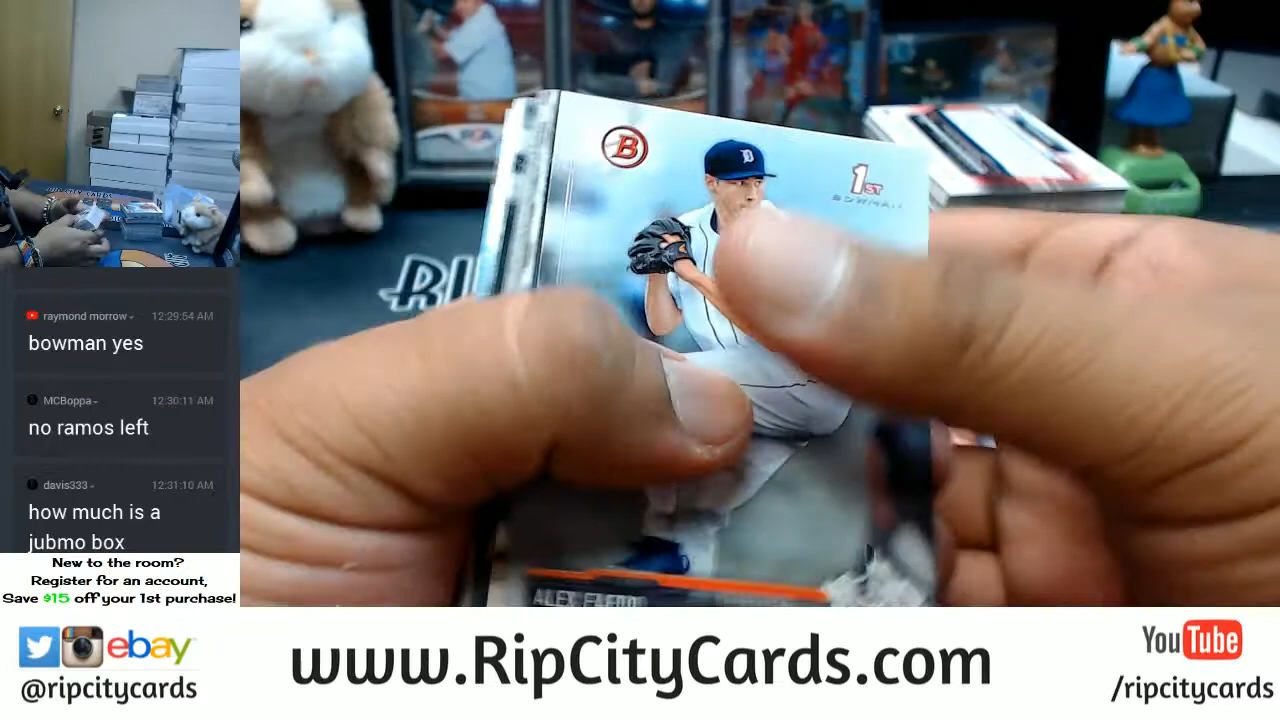 B
D
1ST
BOWMAN
ALEX FAEDO
raymond morrow 12:29:54 AM
bowman yes
MCBoppa 12:30:11 AM
no ramos left
davis333 12:31:10 AM
how much is a
jubmo box
New to the room?
Register for an account,
Save $15 off your 1st purchase!
ebay
@ripcitycards
www.RipCityCards.com
YouTube
/ripcitycards